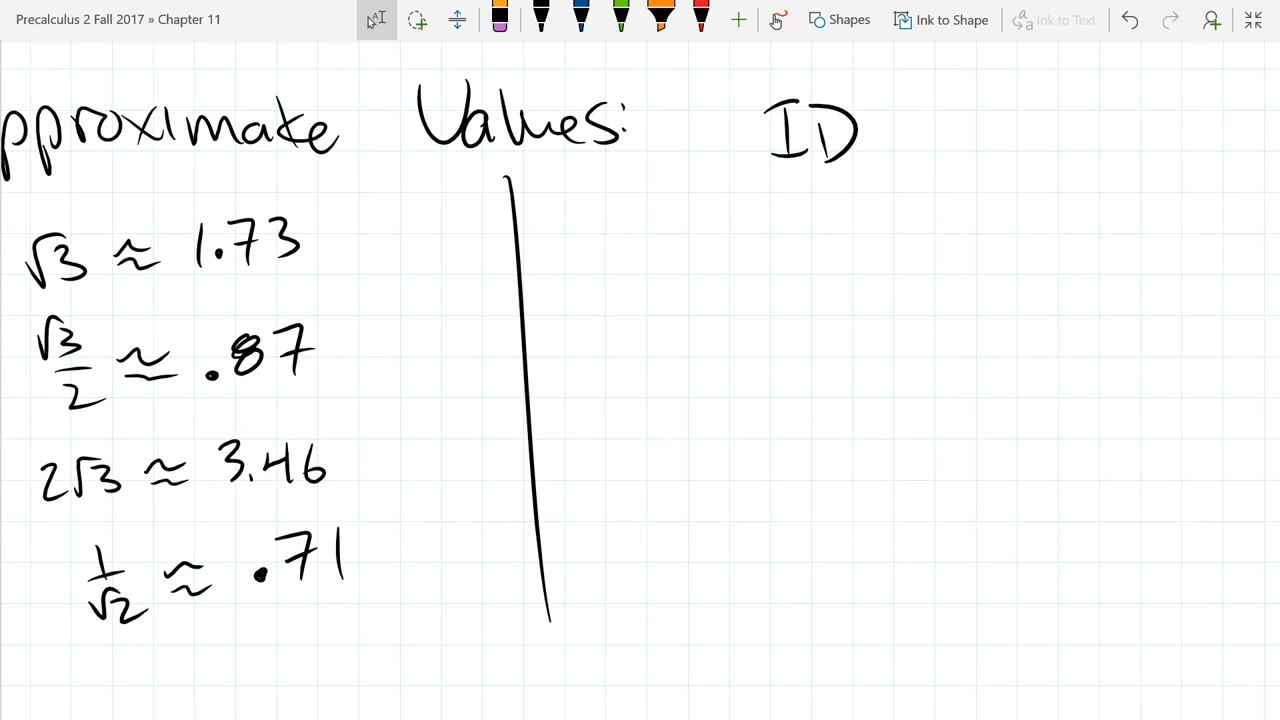 Precalculus 2 Fall 2017 » Chapter 11
Shapes
Ink to Shape
Ink to Text
pproximate Values: ID
√3 ≈ 1.73
√3/2 ≈ .87
2√3 ≈ 3.46
1/√2 ≈ .71